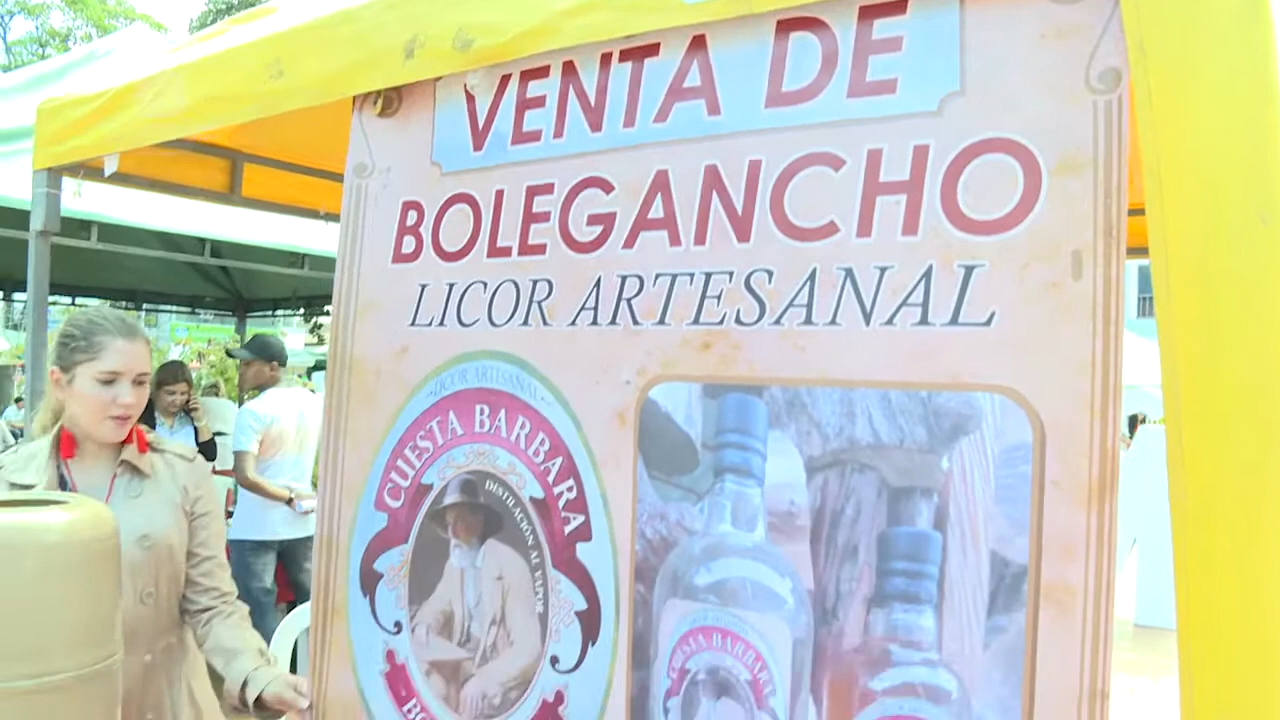 VENTA DE
BOLEGANCHO
LICOR ARTESANAL
LICOR ARTESANAL
CUESTA BARBARA
DESTILACIÓN AL VAPOR
CUESTA BARBARA